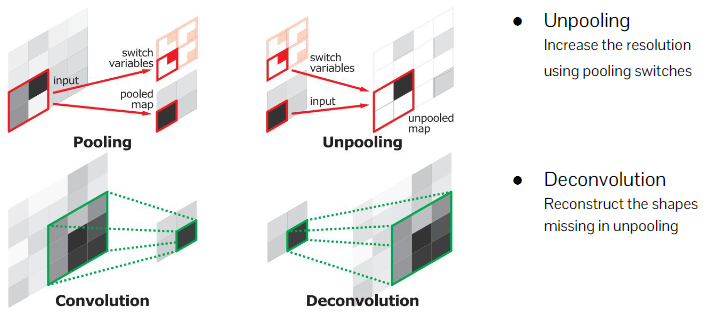 switch
variables
input
pooled
map
Pooling
switch
variables
input
unpooled
map
Unpooling
● Unpooling
Increase the resolution
using pooling switches
Convolution
Deconvolution
● Deconvolution
Reconstruct the shapes
missing in unpooling